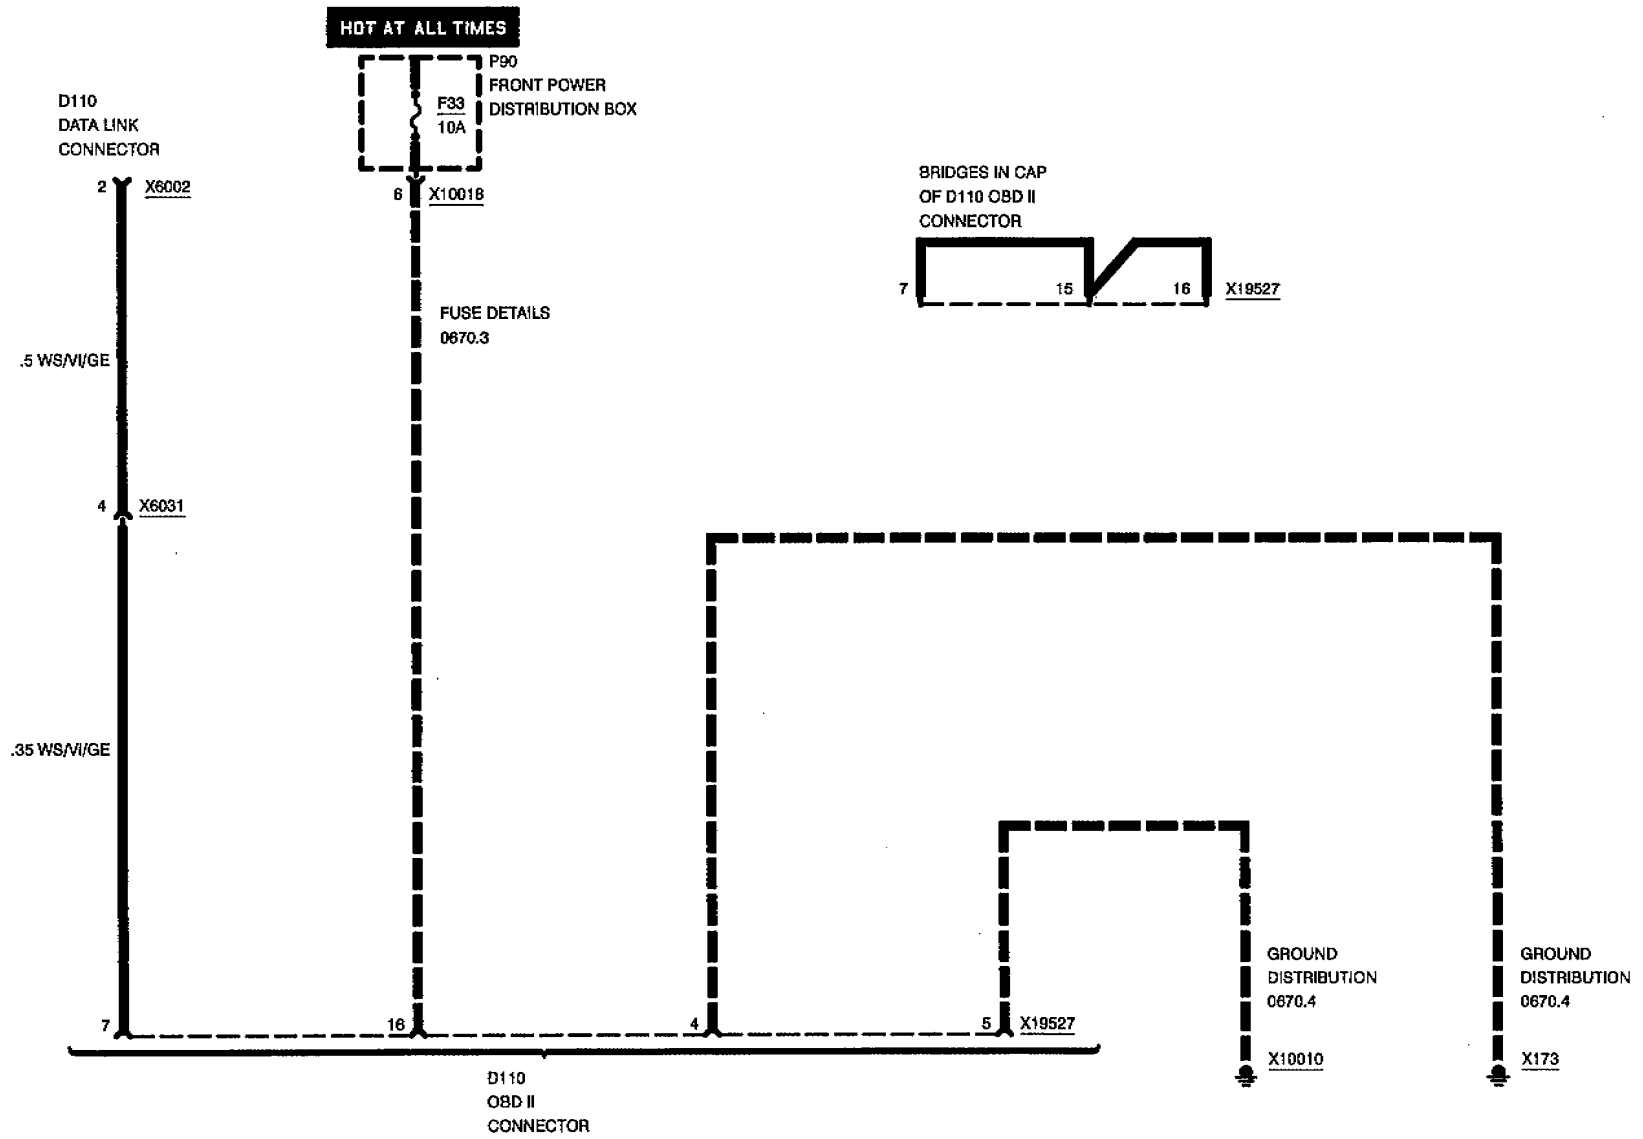 HOT AT ALL TIMES
P90
FRONT POWER
DISTRIBUTION BOX
F33
10A
D110
DATA LINK
CONNECTOR
2 X6002
6 X10018
BRIDGES IN CAP
OF D110 OBD II
CONNECTOR
7 15 16 X19527
FUSE DETAILS
0670.3
.5 WS/VI/GE
4 X6031
.35 WS/VI/GE
GROUND
DISTRIBUTION
0670.4
GROUND
DISTRIBUTION
0670.4
7 16 4 5 X19527
X10010
X173
D110
OBD II
CONNECTOR